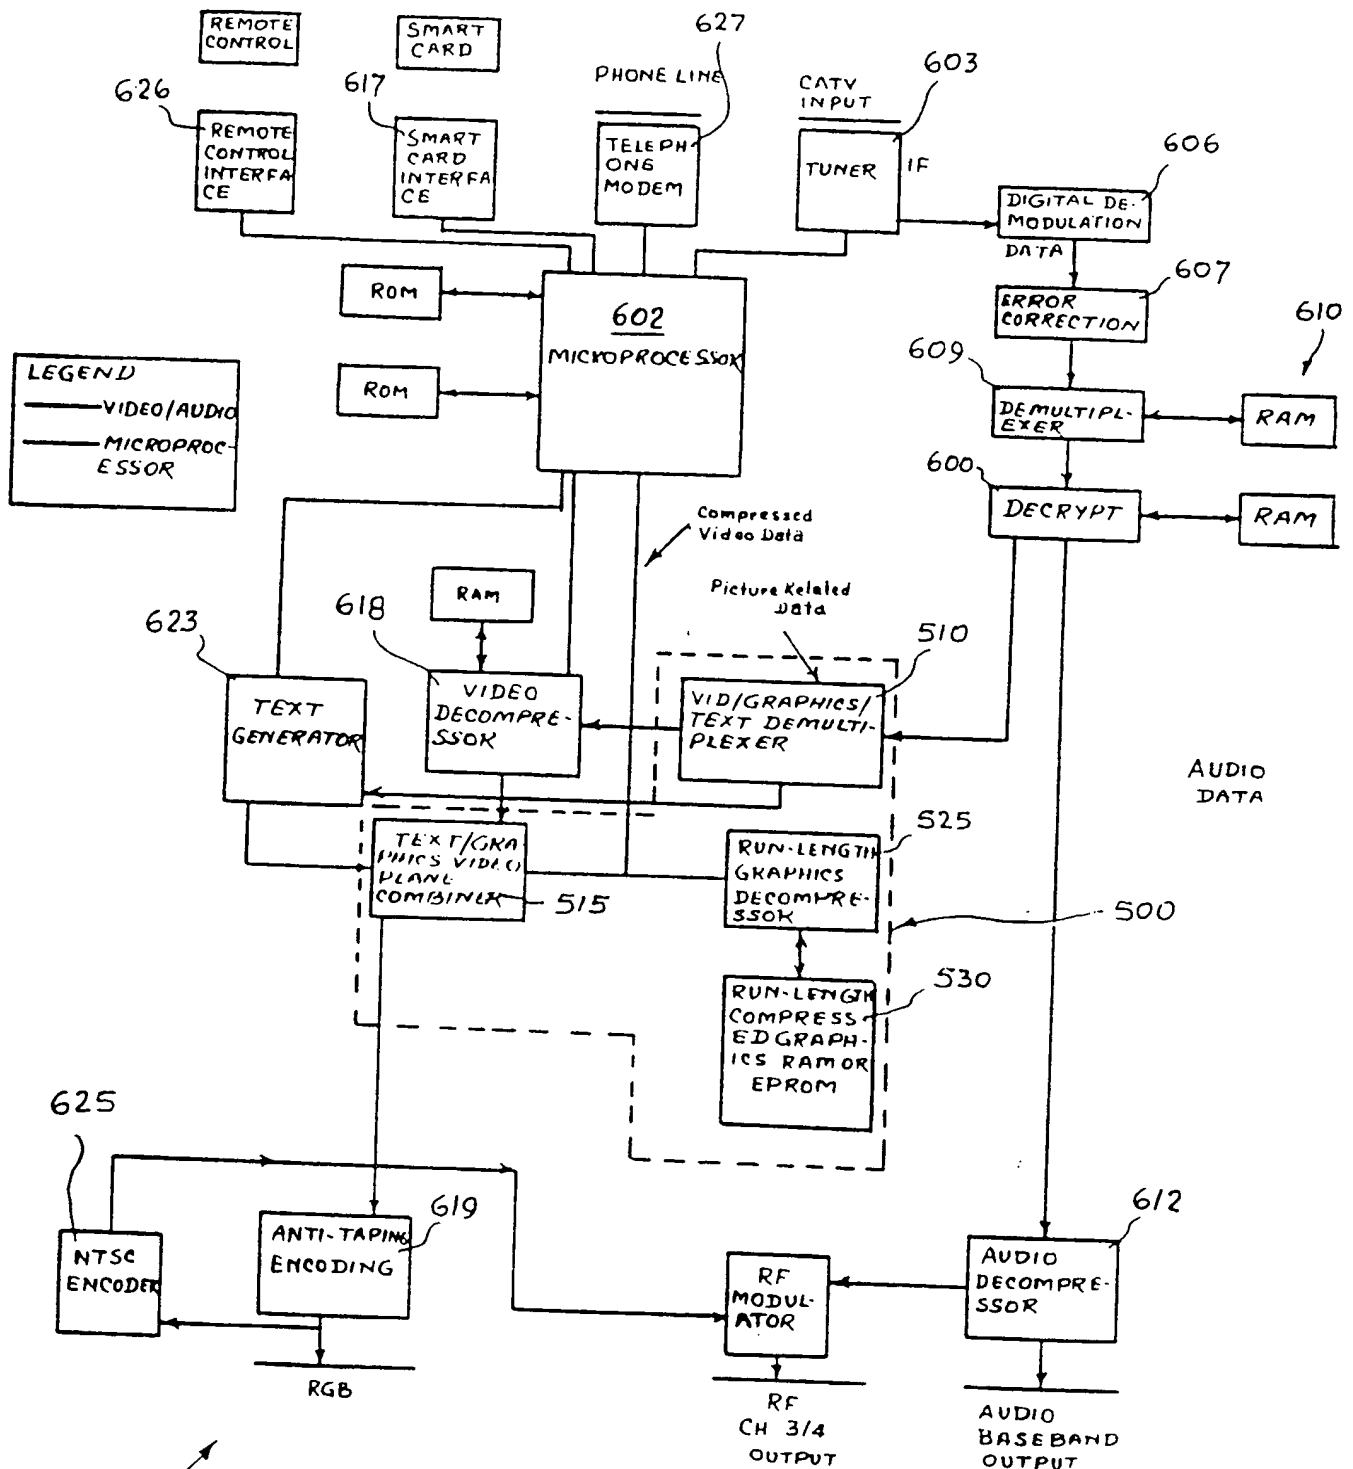 REMOTE
CONTROL
SMART
CARD
627
PHONE LINE
CATV
INPUT
603
626
617
REMOTE
CONTROL
INTERFA
CE
SMART
CARD
INTERFA
CE
TELEPH
ONE
MODEM
TUNER
IF
606
DIGITAL DE-
MODULATION
DATA
607
ERROR
CORRECTION
610
ROM
602
MICROPROCESSOR
ROM
609
DEMULTIPL-
EXER
RAM
LEGEND
VIDEO/AUDIO
MICROPROC-
ESSOR
600
DECRYPT
RAM
Compressed
Video Data
RAM
Picture Related
Data
623
618
510
TEXT
GENERATOR
VIDEO
DECOMPRE-
SSOR
VID/GRAPHICS/
TEXT DEMULTI-
PLEXER
AUDIO
DATA
TEXT/GRA
PHICS VIDEO
PLANE
COMBINER
515
RUN-LENGTH
GRAPHICS
DECOMPRE-
SSOR
525
500
RUN-LENGTH
COMPRESS
ED GRAPH-
ICS RAM OR
EPROM
530
625
NTSC
ENCODER
ANTI-TAPING
ENCODING
619
RF
MODUL-
ATOR
612
AUDIO
DECOMPRE-
SSOR
RGB
RF
CH 3/4
OUTPUT
AUDIO
BASEBAND
OUTPUT